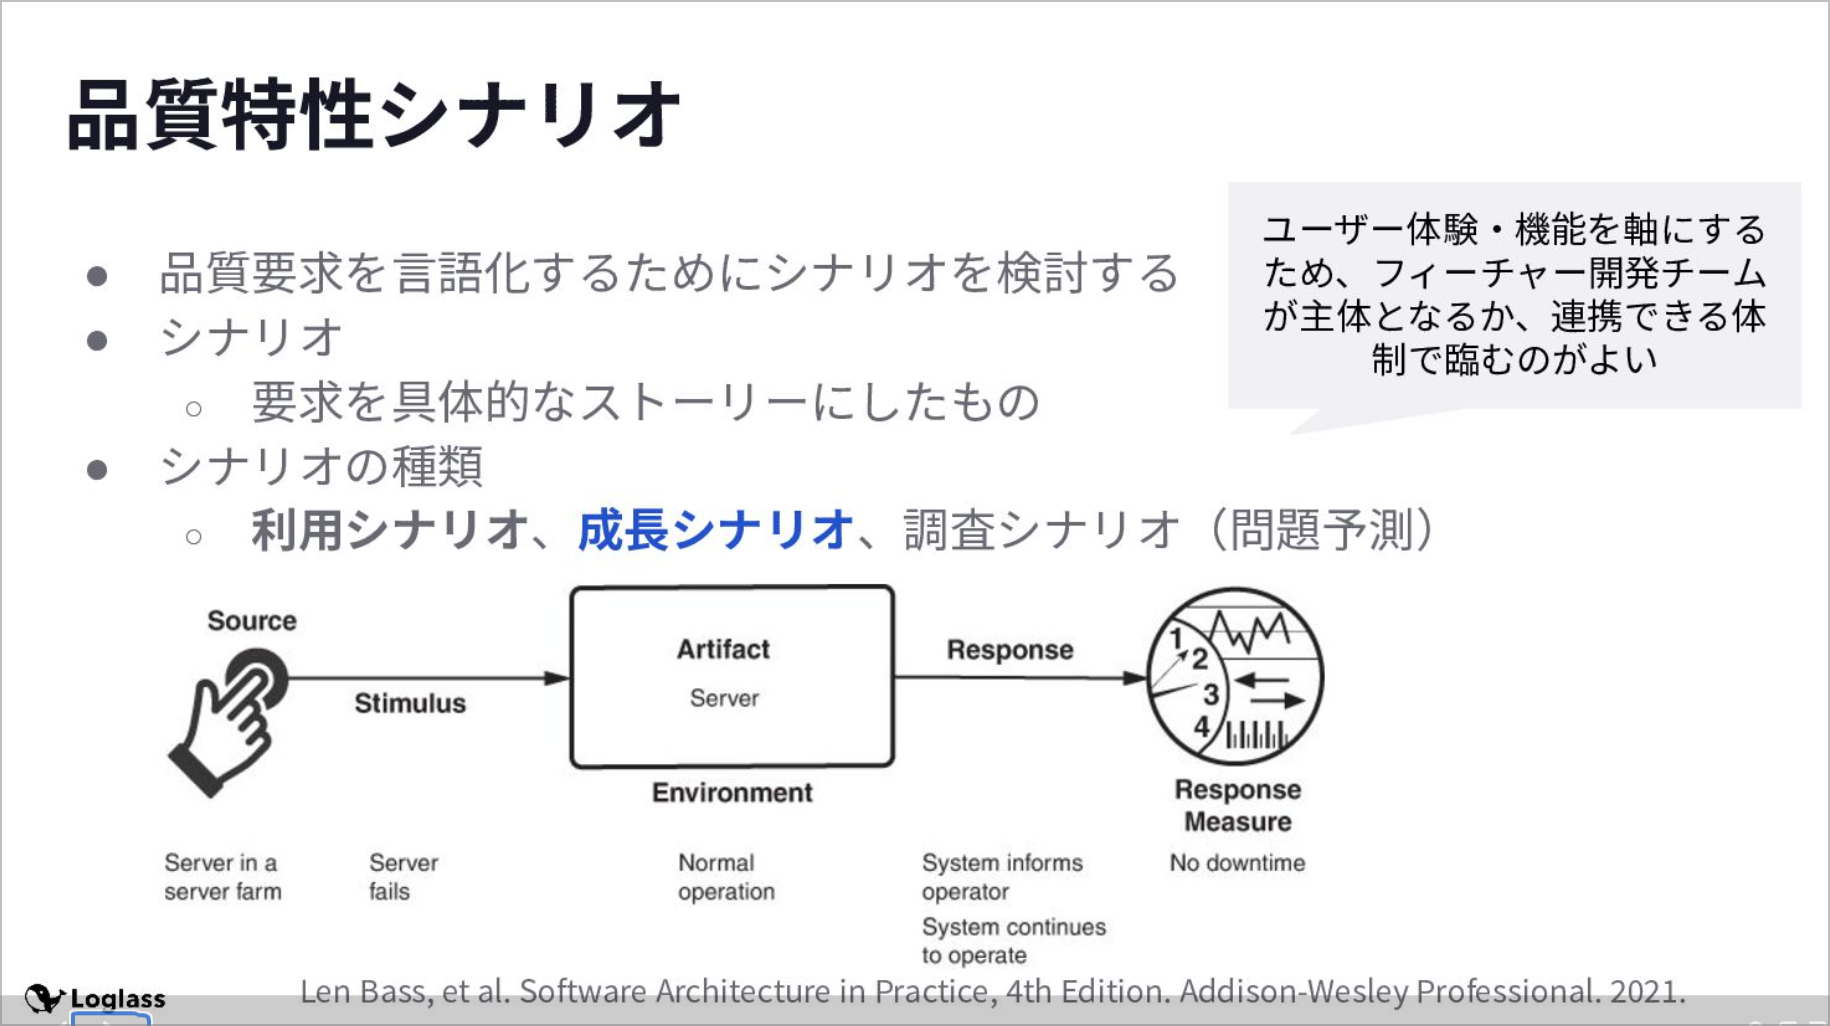 品質特性シナリオ
● 品質要求を言語化するためにシナリオを検討する
● シナリオ
○ 要求を具体的なストーリーにしたもの
● シナリオの種類
○ 利用シナリオ、成長シナリオ、調査シナリオ（問題予測）
ユーザー体験・機能を軸にする
ため、フィーチャー開発チーム
が主体となるか、連携できる体
制で臨むのがよい
Source
Stimulus
Artifact
Server
Environment
Response
1
2
3
4
Response
Measure
Server in a
server farm
Server
fails
Normal
operation
System informs
operator
System continues
to operate
No downtime
Loglass
Len Bass, et al. Software Architecture in Practice, 4th Edition. Addison-Wesley Professional. 2021.